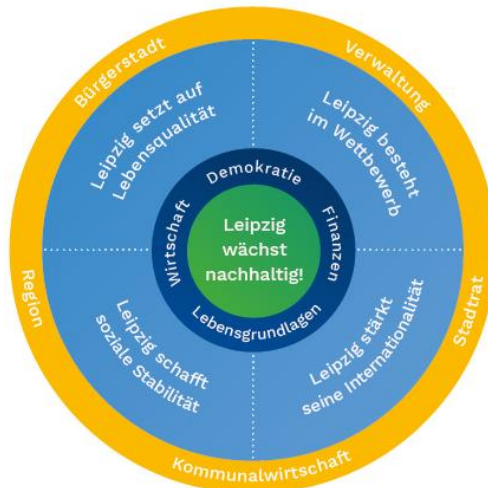 Bürgerstadt
Verwaltung
Leipzig setzt auf
Lebensqualität
Leipzig besteht
im Wettbewerb
Demokratie
Wirtschaft
Finanzen
Leipzig
wächst
nachhaltig!
Lebensgrundlagen
Region
Stadtrat
Leipzig schafft
soziale Stabilität
Leipzig stärkt
seine Internationalität
Kommunalwirtschaft